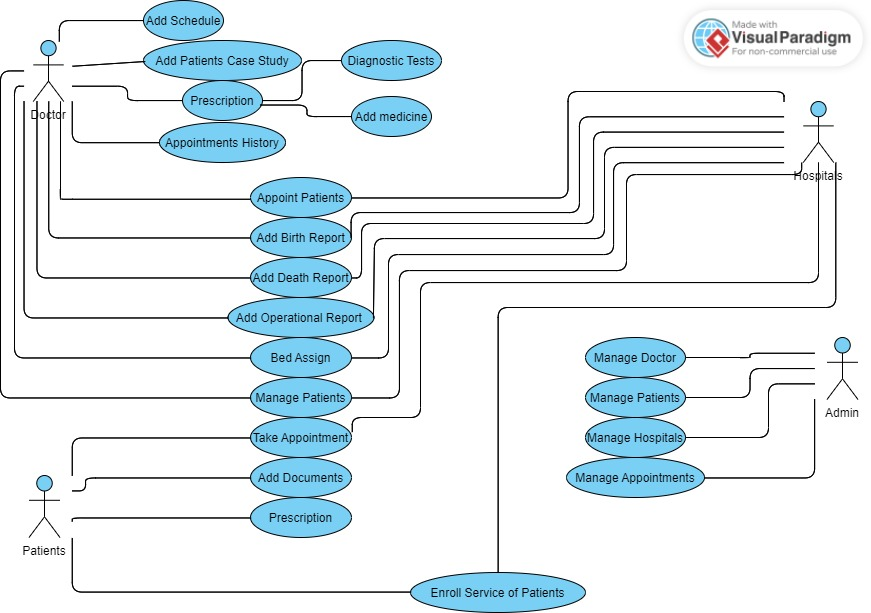 Made with
Visual Paradigm
For non-commercial use
Add Schedule
Add Patients Case Study
Diagnostic Tests
Doctor
Prescription
Add medicine
Appointments History
Hospitals
Appoint Patients
Add Birth Report
Add Death Report
Add Operational Report
Bed Assign
Manage Doctor
Manage Patients
Manage Patients
Admin
Take Appointment
Manage Hospitals
Add Documents
Manage Appointments
Prescription
Patients
Enroll Service of Patients